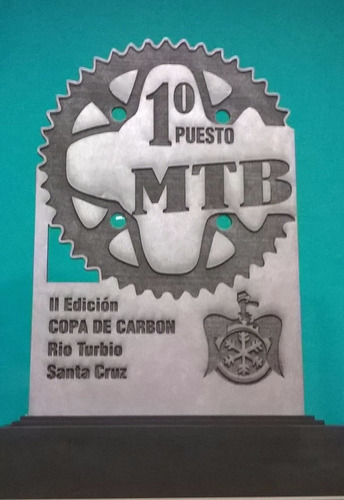 1º
PUESTO
MTB
II Edición
COPA DE CARBON
Rio Turbio
Santa Cruz